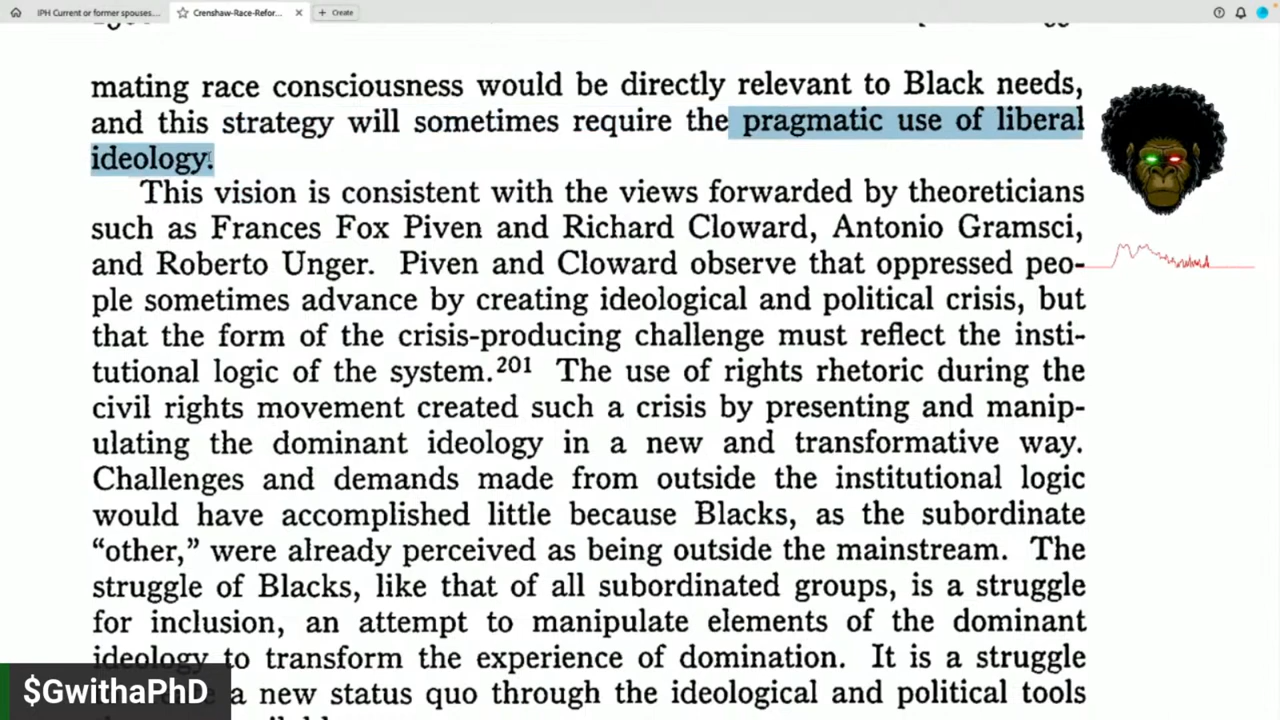 IPH Current or former spouses...
Crenshaw-Race-Refor...
Create
mating race consciousness would be directly relevant to Black needs,
and this strategy will sometimes require the pragmatic use of liberal
ideology.
This vision is consistent with the views forwarded by theoreticians
such as Frances Fox Piven and Richard Cloward, Antonio Gramsci,
and Roberto Unger. Piven and Cloward observe that oppressed peo-
ple sometimes advance by creating ideological and political crisis, but
that the form of the crisis-producing challenge must reflect the insti-
tutional logic of the system.201 The use of rights rhetoric during the
civil rights movement created such a crisis by presenting and manip-
ulating the dominant ideology in a new and transformative way.
Challenges and demands made from outside the institutional logic
would have accomplished little because Blacks, as the subordinate
“other,” were already perceived as being outside the mainstream. The
struggle of Blacks, like that of all subordinated groups, is a struggle
for inclusion, an attempt to manipulate elements of the dominant
ideology to transform the experience of domination. It is a struggle
a new status quo through the ideological and political tools
$GwithaPhD